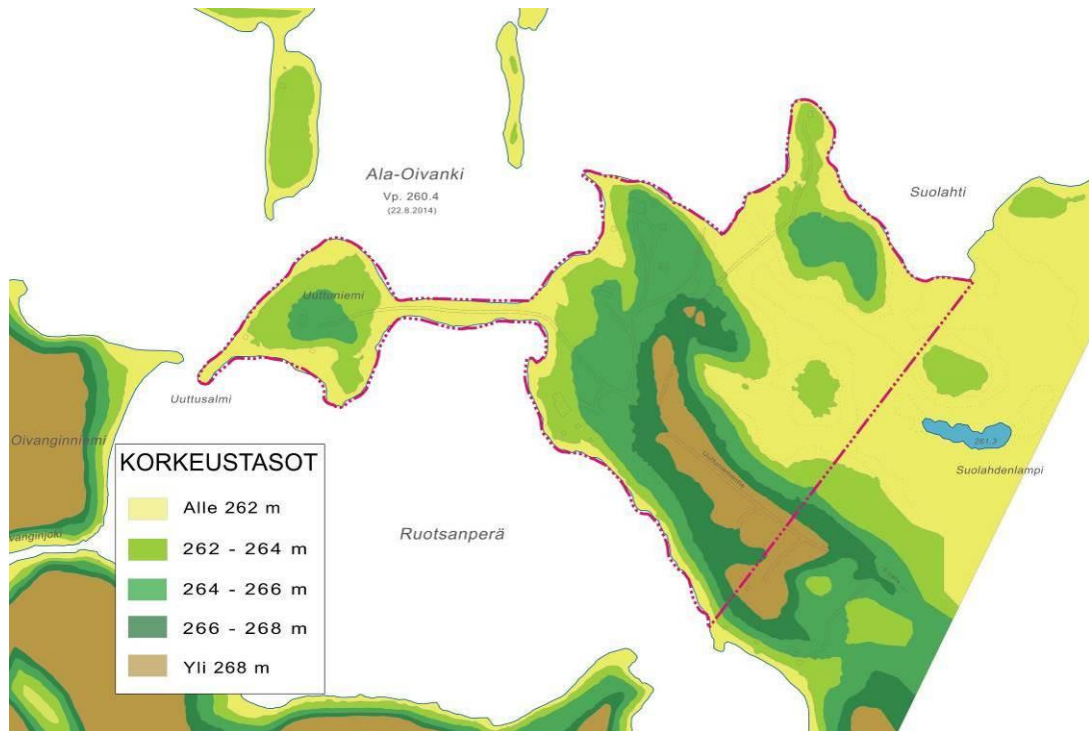 Ala-Oivanki
Vp. 260.4
(22.8.2014)
Suolahti
Uuttuniemi
Uuttusalmi
Oivanginniemi
261.3
Suolahdenlampi
KORKEUSTASOT
Alle 262 m
262 - 264 m
264 - 266 m
266 - 268 m
Yli 268 m
Ruotsanperä
vanginjoki